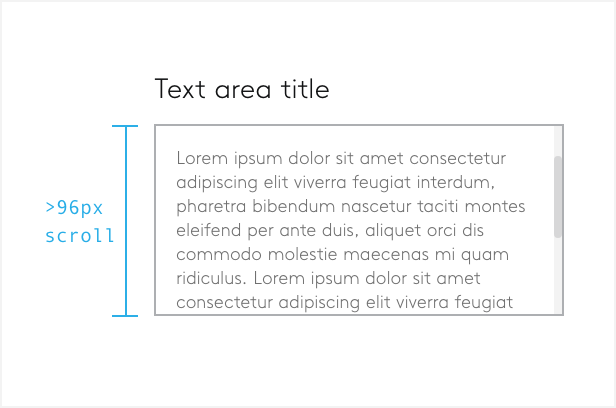 Text area title
>96px
scroll
Lorem ipsum dolor sit amet consectetur
adipiscing elit viverra feugiat interdum,
pharetra bibendum nascetur taciti montes
eleifend per ante duis, aliquet orci dis
commodo molestie maecenas mi quam
ridiculus. Lorem ipsum dolor sit amet
consectetur adipiscing elit viverra feugiat